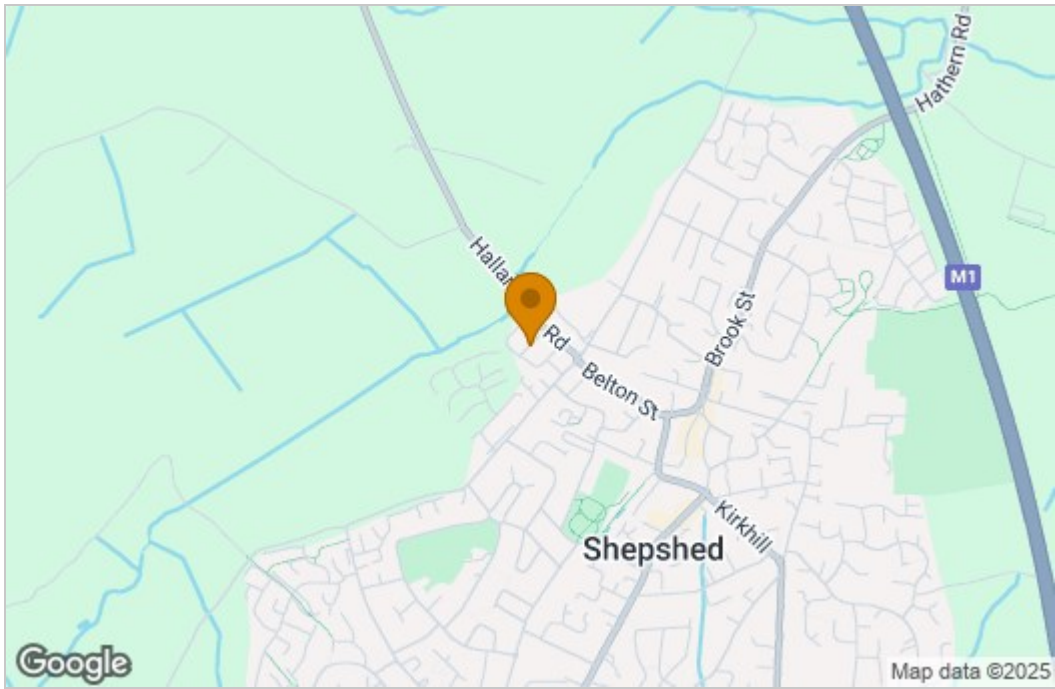 Hathern Rd
M1
Brook St
Rd
Belton St
Kirkhill
Shepshed
Google
Map data ©2025